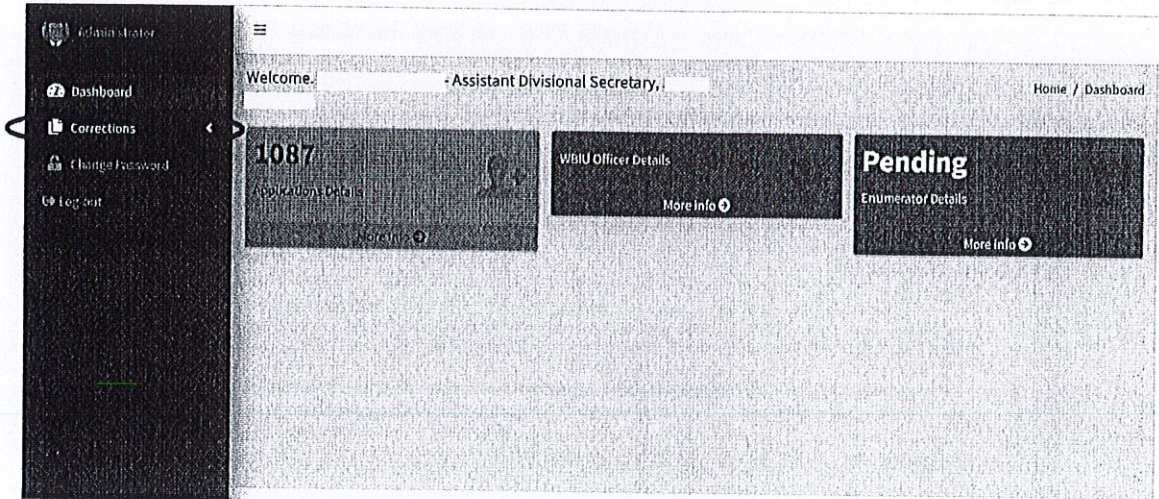 Administrator
Dashboard
Corrections
Change Password
Log out
Welcome. - Assistant Divisional Secretary,
Home / Dashboard
1087
Applications Details
More info
WBIU Officer Details
More info
Pending
Enumerator Details
More info